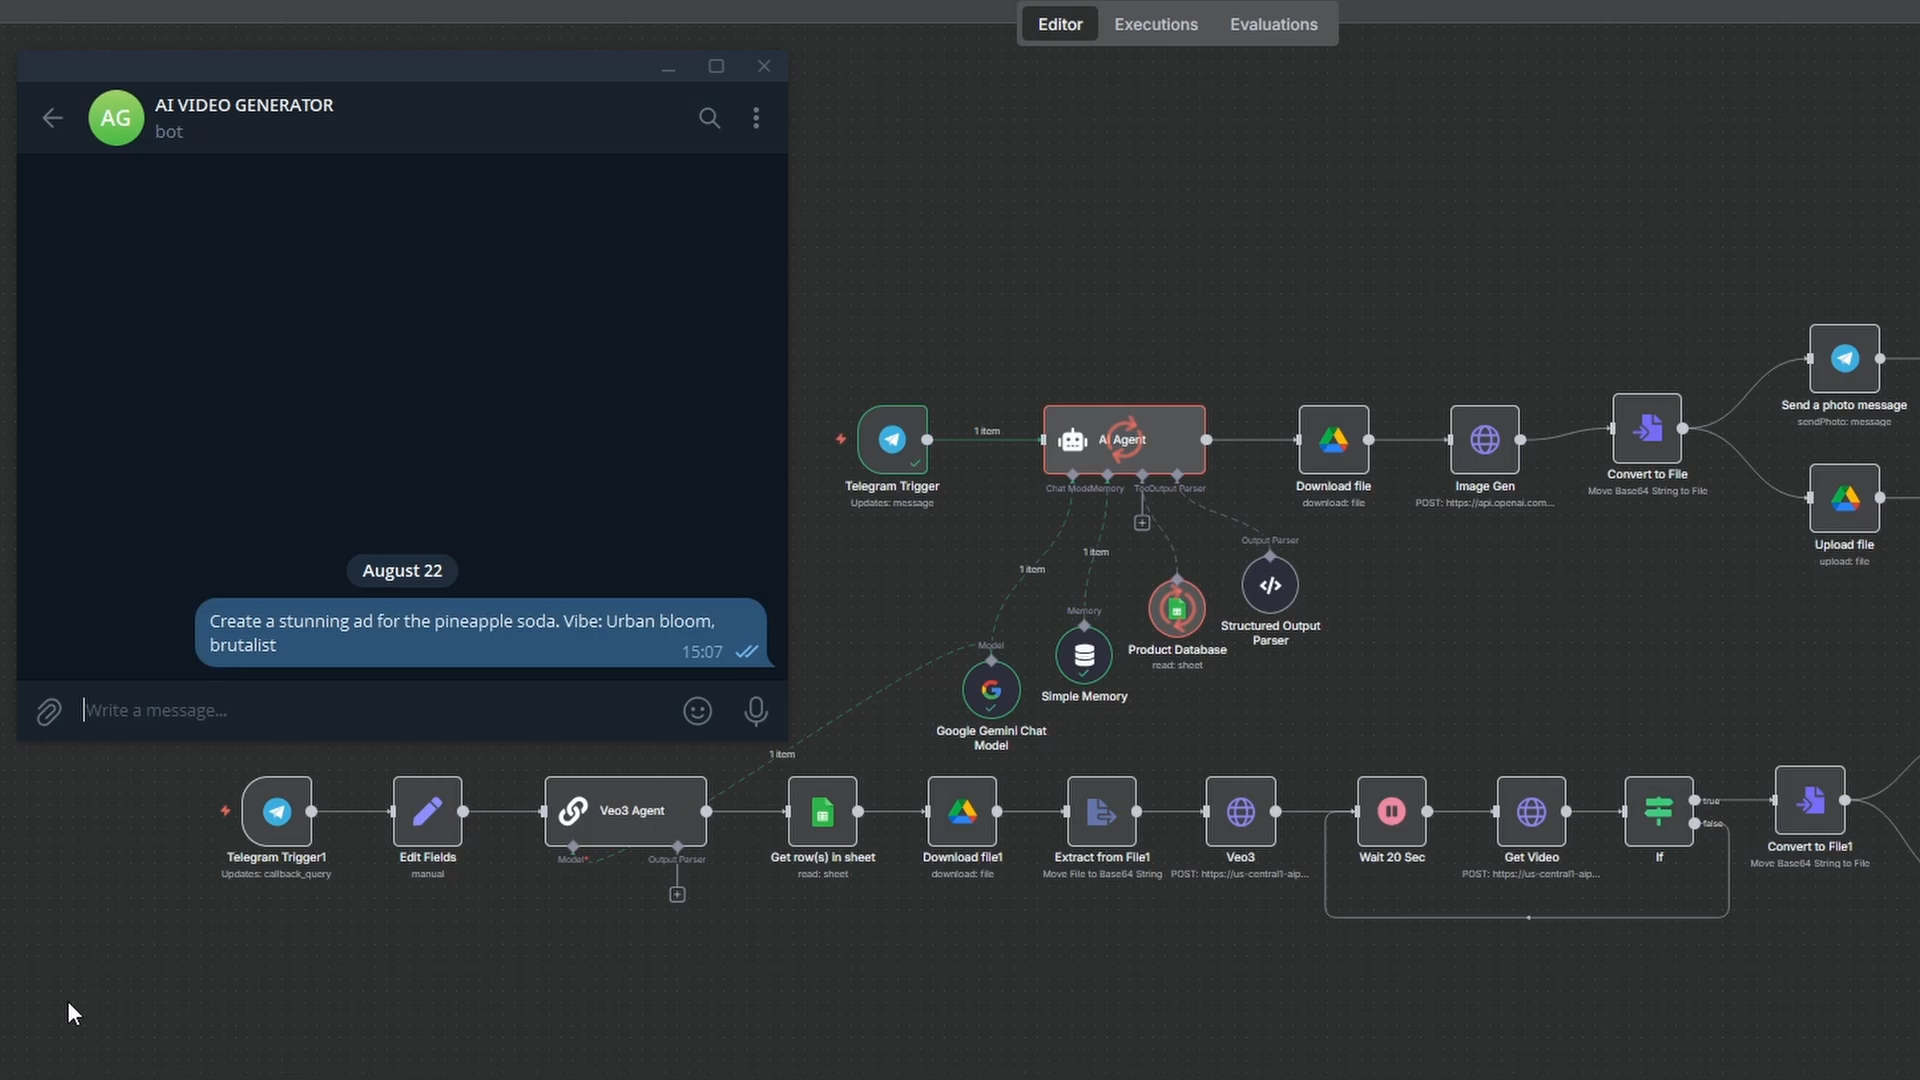 Editor Executions Evaluations
AG
AI VIDEO GENERATOR
bot
August 22
Create a stunning ad for the pineapple soda. Vibe: Urban bloom,
brutalist
15:07
Write a message...
Telegram Trigger
Updates: message
1 item
AI Agent
Chat Model
Memory
Output Parser
Download file
download: file
Image Gen
POST: https://api.openai.com...
Convert to File
Move Base64 String to File
Send a photo message
sendPhoto: message
Upload file
upload: file
1 item
1 item
Output Parser
Structured Output
Parser
Product Database
read: sheet
Memory
Simple Memory
Model
Google Gemini Chat
Model
1 item
Telegram Trigger1
Updates: callback_query
Edit Fields
manual
Veo3 Agent
Model*
Output Parser
Get row(s) in sheet
read: sheet
Download file1
download: file
Extract from File1
Move File to Base64 String
Veo3
POST: https://us-central1-aip...
Wait 20 Sec
Get Video
POST: https://us-central1-aip...
If
true
false
Convert to File1
Move Base64 String to File